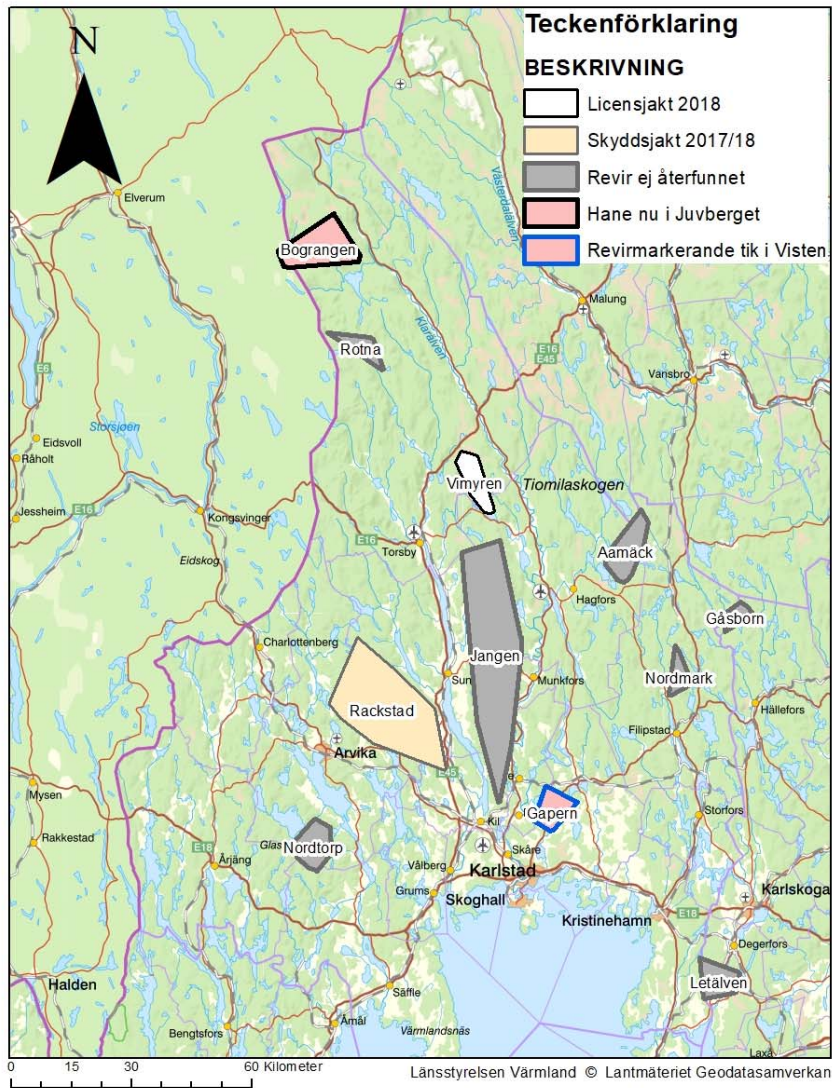 Teckenförklaring
BESKRIVNING
Licensjakt 2018
Skyddsjakt 2017/18
Revir ej återfunnet
Hane nu i Juvberget
Revirmarkerande tik i Visten
N
Elverum
Västerdalälven
Bograngen
Malung
Klarälven
Rotna
E16
E45
E6
Vansbro
Storsjøen
Eidsvoll
Råholt
Vimyren
Tiomilaskogen
E16
Jessheim
Kongsvinger
E16
Torsby
Aamäck
Eidskog
Hagfors
Gåsborn
Charlottenberg
Jangen
Sun
Munkfors
Nordmark
Rackstad
Hällefors
Filipstad
Arvika
E45
e
Mysen
Gapern
Storfors
Kil
Rakkestad
E18
Glas
Nordtorp
Skåre
Årjäng
Vålberg
Karlstad
Grums
Skoghall
Karlskoga
Kristinehamn
E18
Degerfors
Halden
Letälven
Säffle
Åmål
Värmlandsnäs
Bengtsfors
Laxå
0 15 30 60 Kilometer
Länsstyrelsen Värmland © Lantmäteriet Geodatasamverkan